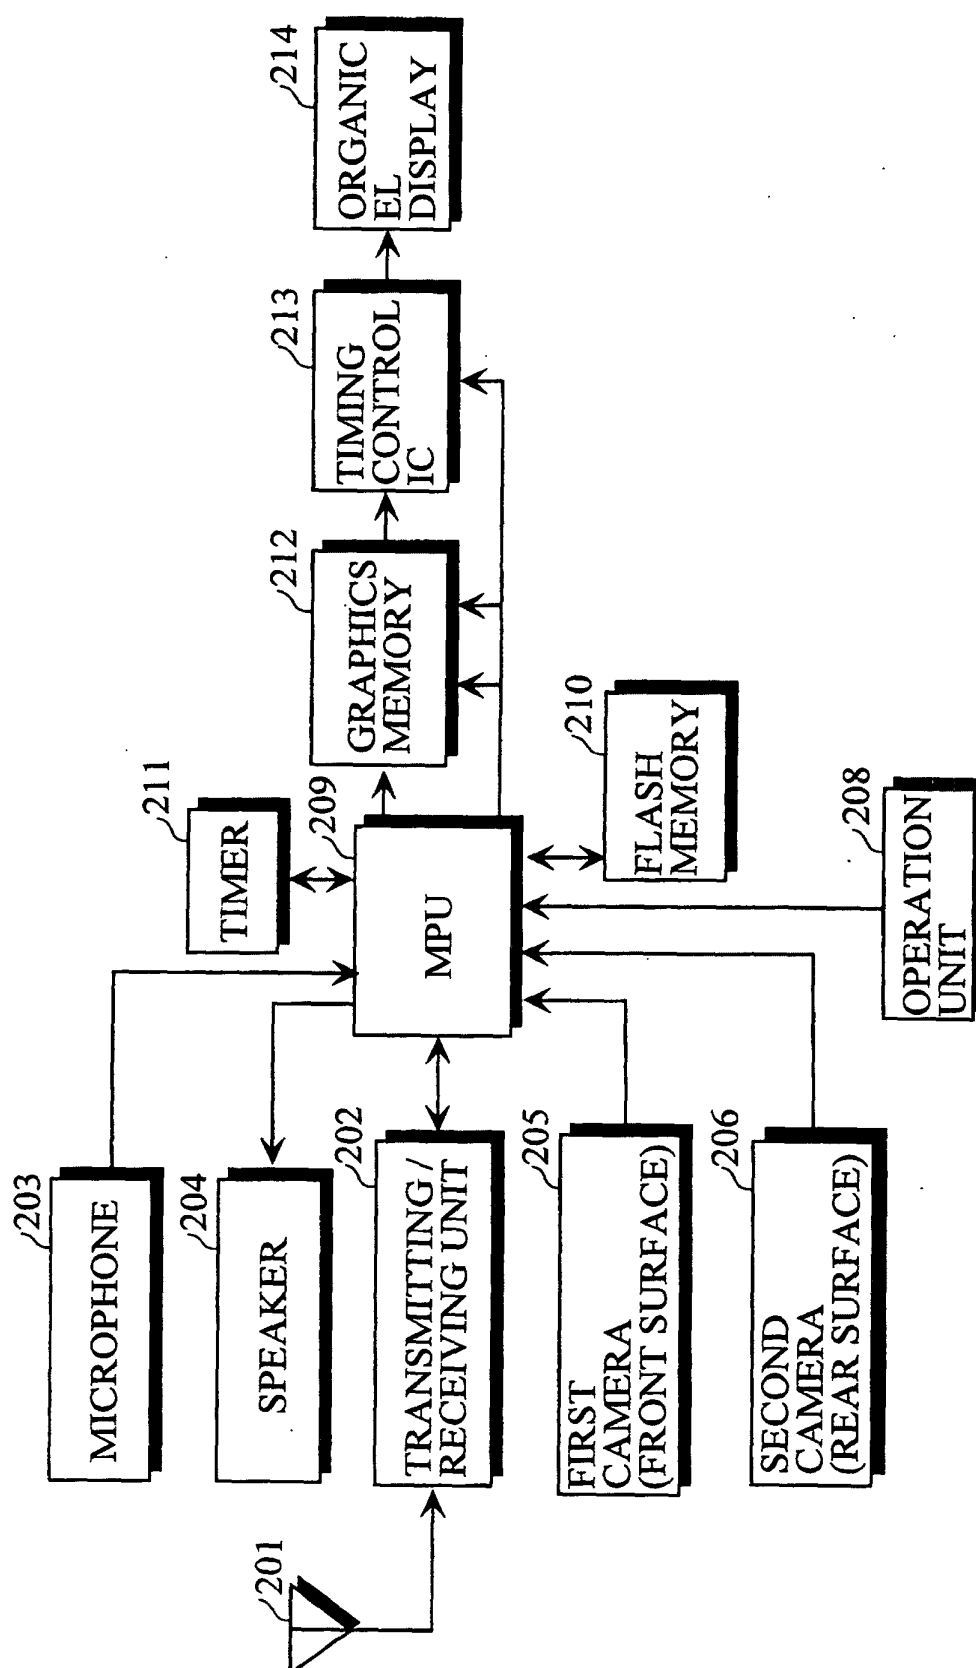 203
MICROPHONE
204
SPEAKER
201
202
TRANSMITTING /
RECEIVING UNIT
205
FIRST
CAMERA
(FRONT SURFACE)
206
SECOND
CAMERA
(REAR SURFACE)
211
TIMER
209
MPU
210
FLASH
MEMORY
208
OPERATION
UNIT
212
GRAPHICS
MEMORY
213
TIMING
CONTROL
IC
214
ORGANIC
EL
DISPLAY